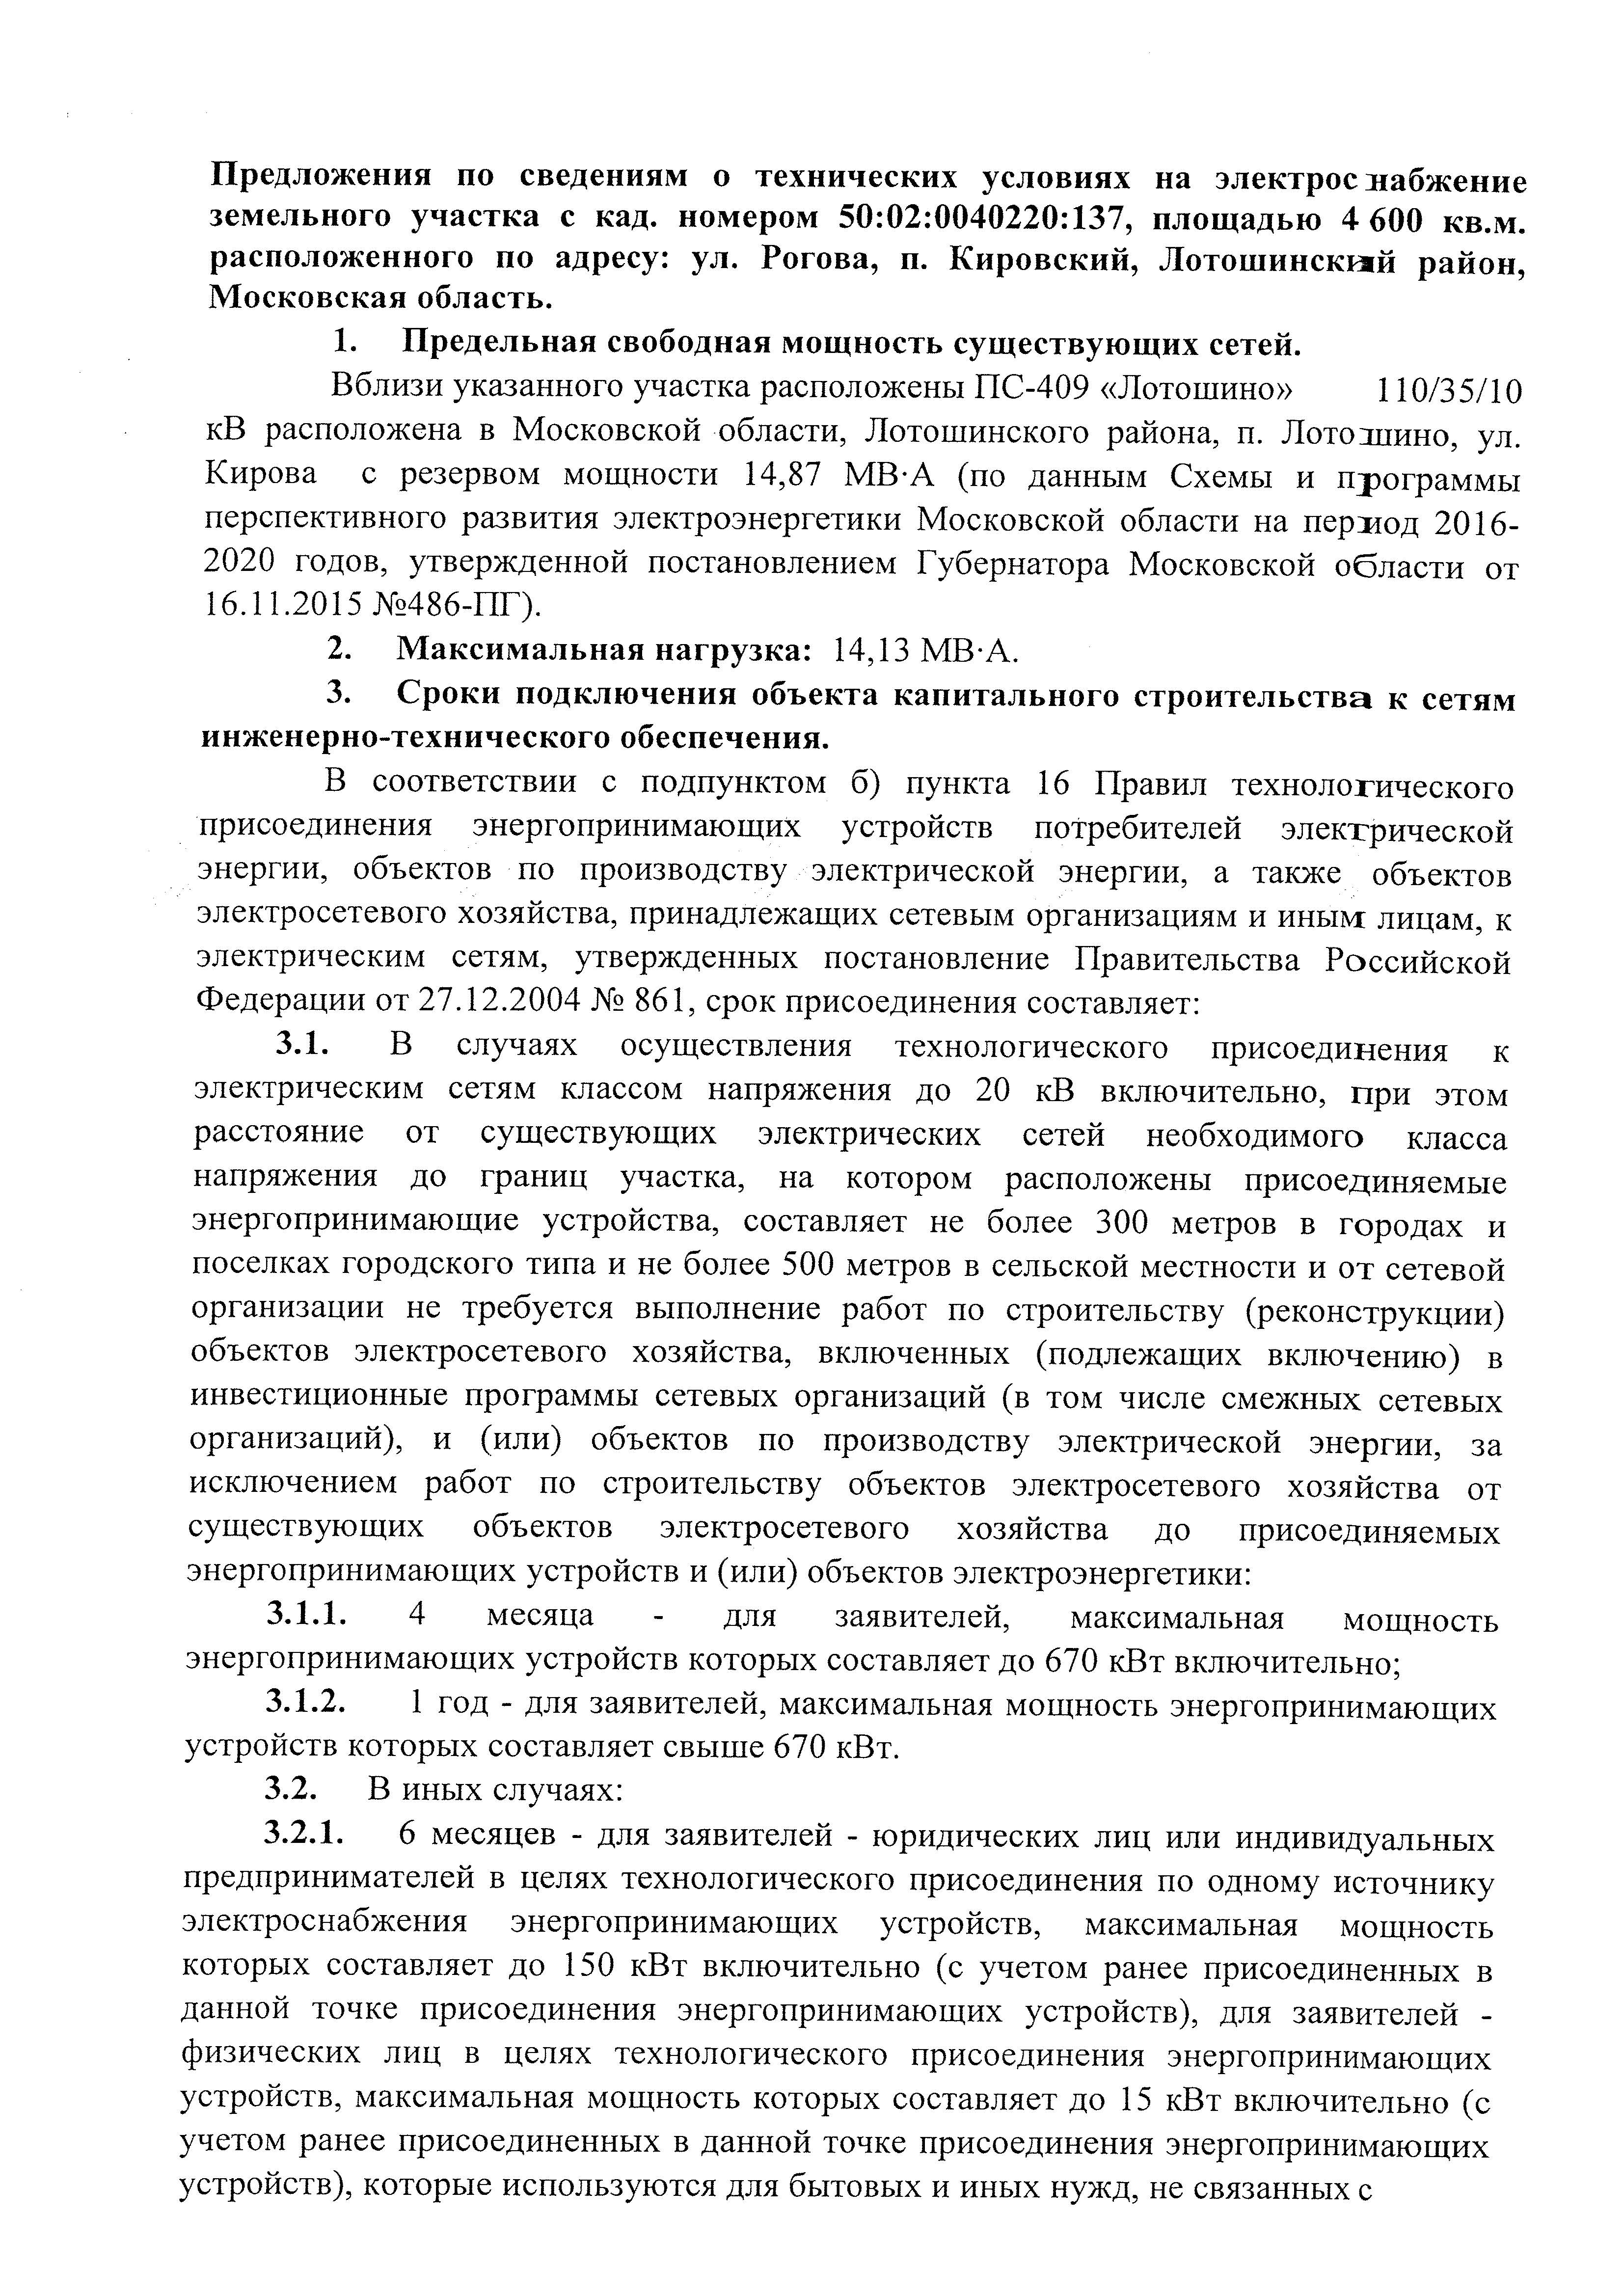 Предложения по сведениям о технических условиях на электроснабжение
земельного участка с кад. номером 50:02:0040220:137, площадью 4 600 кв.м.
расположенного по адресу: ул. Рогова, п. Кировский, Лотошинский район,
Московская область.
1. Предельная свободная мощность существующих сетей.
Вблизи указанного участка расположены ПС-409 «Лотошино» 110/35/10
кВ расположена в Московской области, Лотошинского района, п. Лотошино, ул.
Кирова с резервом мощности 14,87 МВ·А (по данным Схемы и программы
перспективного развития электроэнергетики Московской области на период 2016-
2020 годов, утвержденной постановлением Губернатора Московской области от
16.11.2015 №486-ПГ).
2. Максимальная нагрузка: 14,13 МВ·А.
3. Сроки подключения объекта капитального строительства к сетям
инженерно-технического обеспечения.
В соответствии с подпунктом б) пункта 16 Правил технологического
присоединения энергопринимающих устройств потребителей электрической
энергии, объектов по производству электрической энергии, а также объектов
электросетевого хозяйства, принадлежащих сетевым организациям и иным лицам, к
электрическим сетям, утвержденных постановление Правительства Российской
Федерации от 27.12.2004 № 861, срок присоединения составляет:
3.1. В случаях осуществления технологического присоединения к
электрическим сетям классом напряжения до 20 кВ включительно, при этом
расстояние от существующих электрических сетей необходимого класса
напряжения до границ участка, на котором расположены присоединяемые
энергопринимающие устройства, составляет не более 300 метров в городах и
поселках городского типа и не более 500 метров в сельской местности и от сетевой
организации не требуется выполнение работ по строительству (реконструкции)
объектов электросетевого хозяйства, включенных (подлежащих включению) в
инвестиционные программы сетевых организаций (в том числе смежных сетевых
организаций), и (или) объектов по производству электрической энергии, за
исключением работ по строительству объектов электросетевого хозяйства от
существующих объектов электросетевого хозяйства до присоединяемых
энергопринимающих устройств и (или) объектов электроэнергетики:
3.1.1. 4 месяца - для заявителей, максимальная мощность
энергопринимающих устройств которых составляет до 670 кВт включительно;
3.1.2. 1 год - для заявителей, максимальная мощность энергопринимающих
устройств которых составляет свыше 670 кВт.
3.2. В иных случаях:
3.2.1. 6 месяцев - для заявителей - юридических лиц или индивидуальных
предпринимателей в целях технологического присоединения по одному источнику
электроснабжения энергопринимающих устройств, максимальная мощность
которых составляет до 150 кВт включительно (с учетом ранее присоединенных в
данной точке присоединения энергопринимающих устройств), для заявителей -
физических лиц в целях технологического присоединения энергопринимающих
устройств, максимальная мощность которых составляет до 15 кВт включительно (с
учетом ранее присоединенных в данной точке присоединения энергопринимающих
устройств), которые используются для бытовых и иных нужд, не связанных с